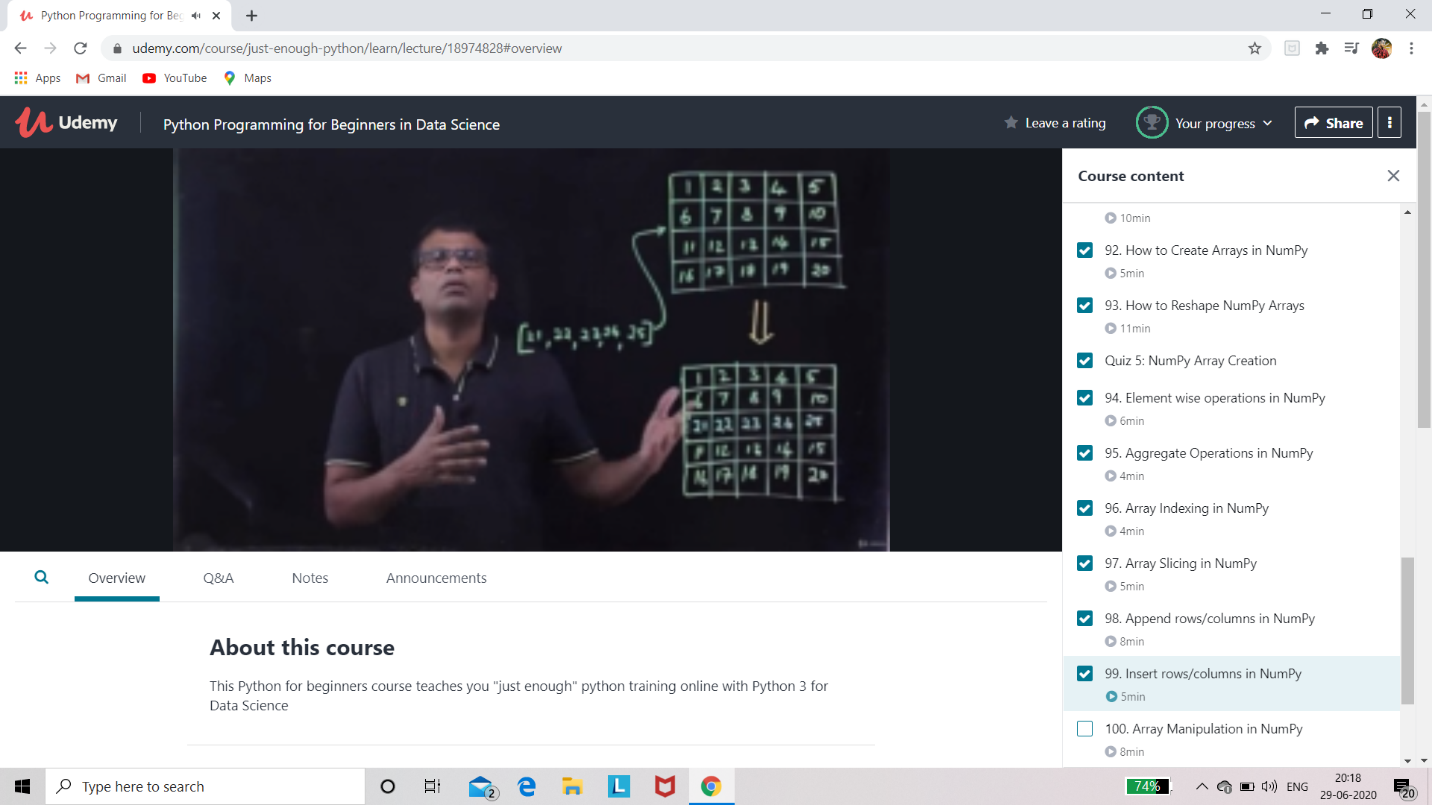 Python Programming for Beg
udemy.com/course/just-enough-python/learn/lecture/18974828#overview
Apps Gmail YouTube Maps
Udemy Python Programming for Beginners in Data Science Leave a rating Your progress Share
1 2 3 4 5
6 7 8 9 10
11 12 13 14 15
16 17 18 19 20
[21, 22, 23, 24, 25]
1 2 3 4 5
6 7 8 9 10
21 22 23 24 25
12 13 14 15
16 17 18 19 20
Overview Q&A Notes Announcements
About this course
This Python for beginners course teaches you "just enough" python training online with Python 3 for
Data Science
Course content
10min
92. How to Create Arrays in NumPy
5min
93. How to Reshape NumPy Arrays
11min
Quiz 5: NumPy Array Creation
94. Element wise operations in NumPy
6min
95. Aggregate Operations in NumPy
4min
96. Array Indexing in NumPy
4min
97. Array Slicing in NumPy
5min
98. Append rows/columns in NumPy
8min
99. Insert rows/columns in NumPy
5min
100. Array Manipulation in NumPy
8min
Type here to search
2
L
74%
ENG
20:18
29-06-2020
20